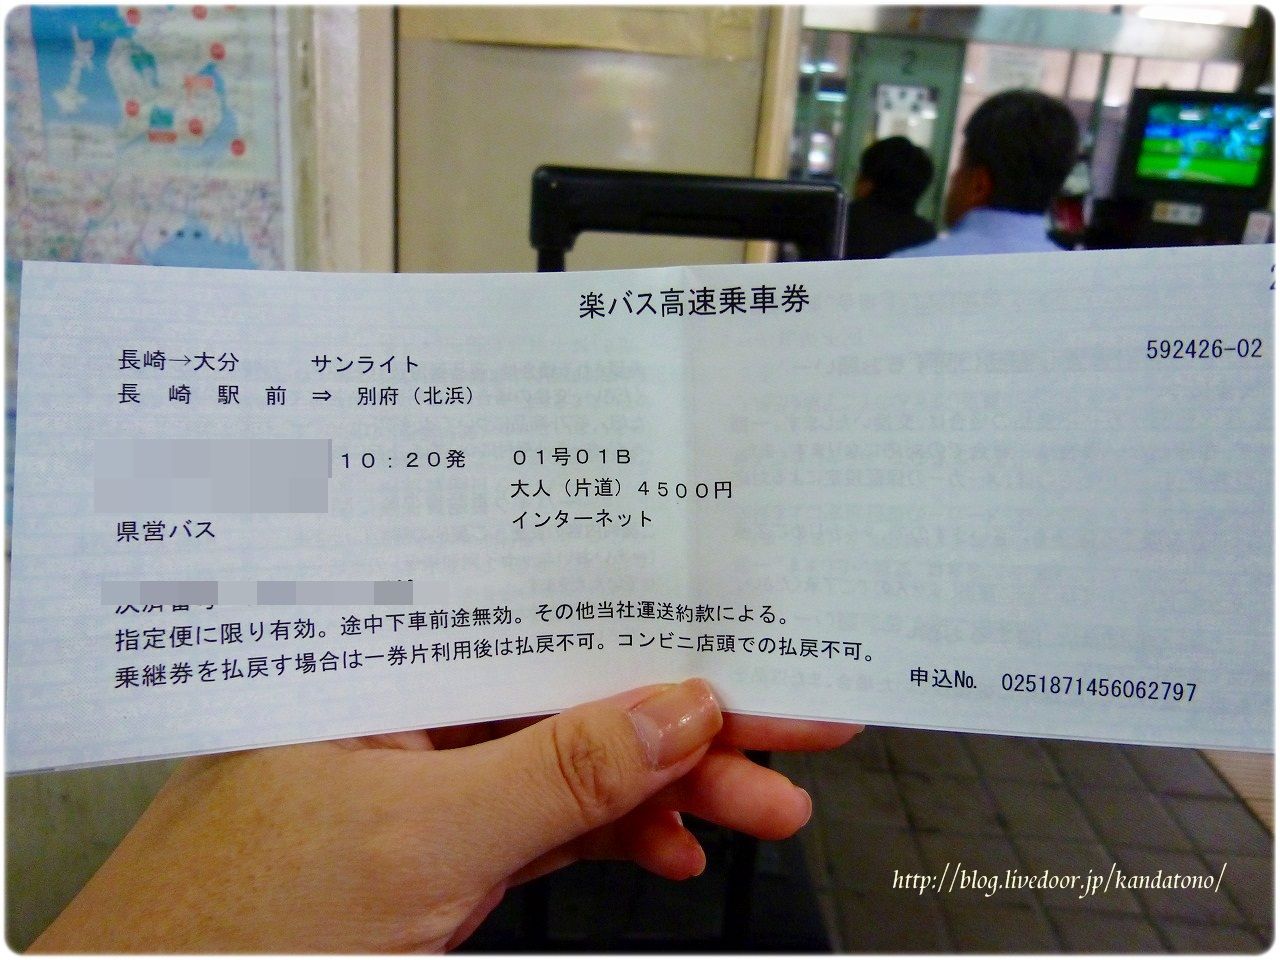 2
楽バス高速乗車券
592426-02
長崎→大分 サンライト
長 崎 駅 前 ⇒ 別府（北浜）
１０：２０発 ０１号０１Ｂ
大人（片道）４５００円
県営バス インターネット
指定便に限り有効。途中下車前途無効。その他当社運送約款による。
乗継券を払戻す場合は一券片利用後は払戻不可。コンビニ店頭での払戻不可。
申込№ 0251871456062797
http://blog.livedoor.jp/kandatono/